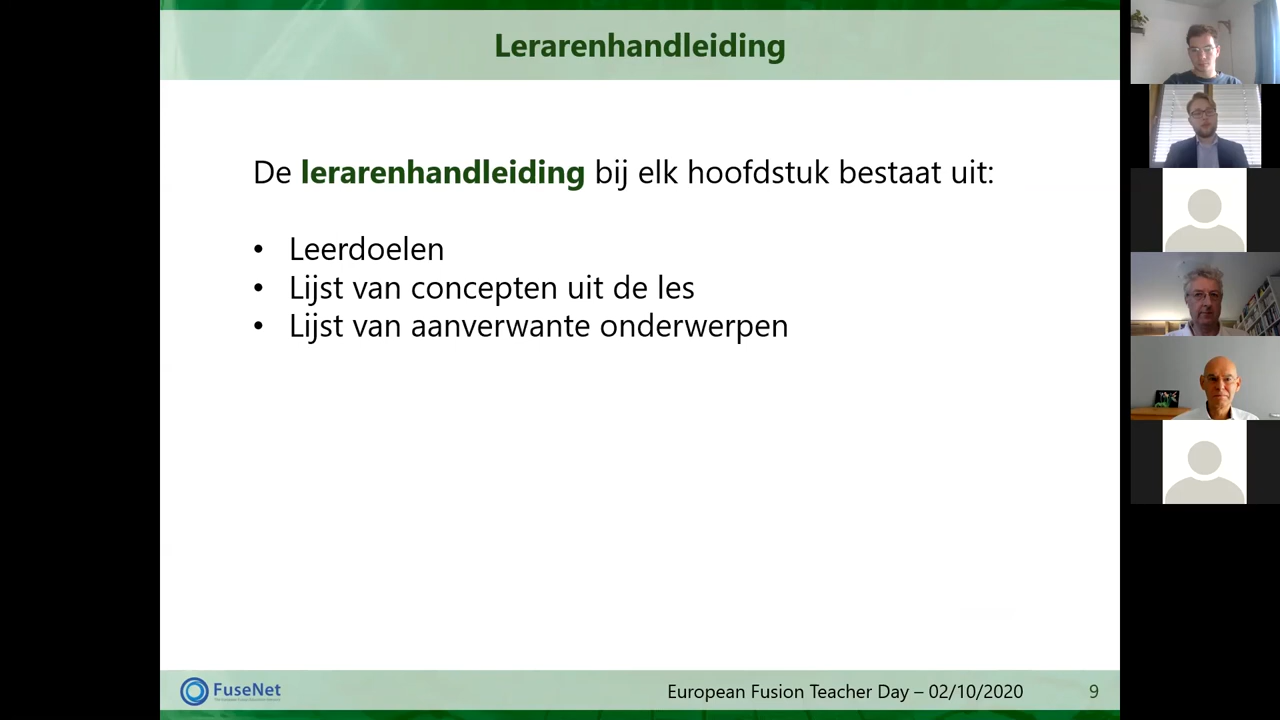 Lerarenhandleiding
De lerarenhandleiding bij elk hoofdstuk bestaat uit:
• Leerdoelen
• Lijst van concepten uit de les
• Lijst van aanverwante onderwerpen
FuseNet
European Fusion Teacher Day – 02/10/2020
9